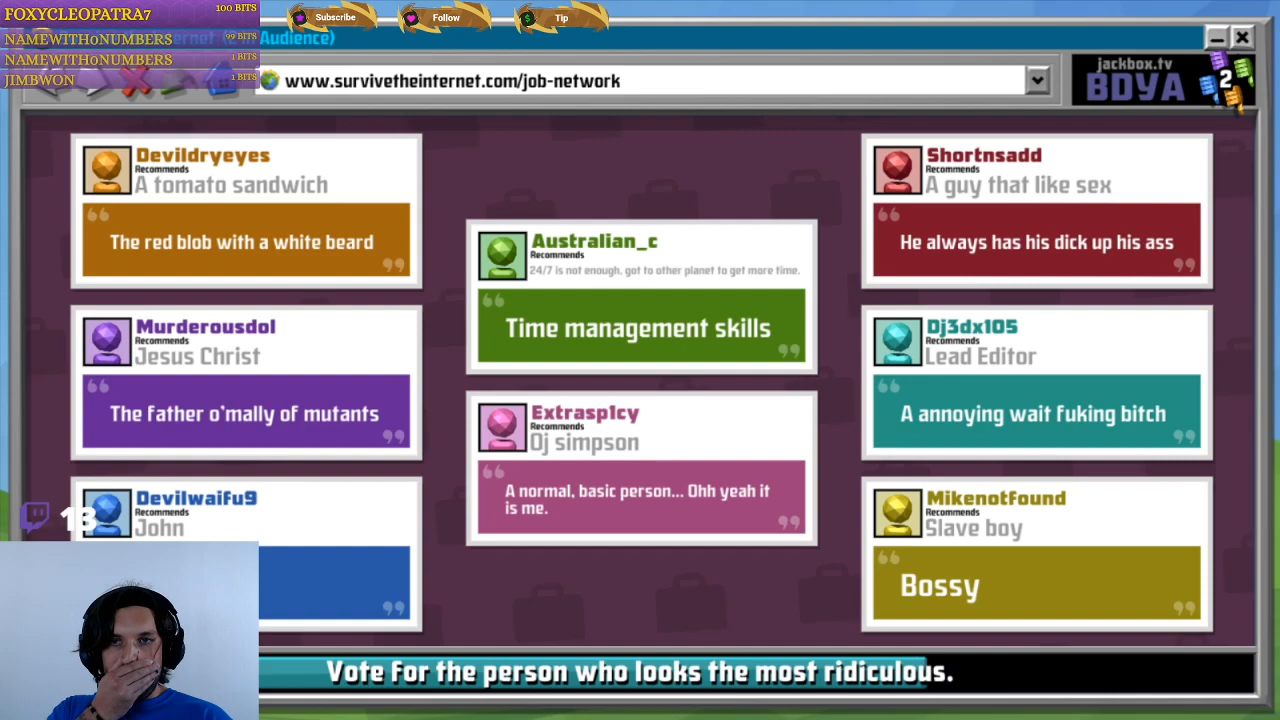 FOXYCLEOPATRA7 100 BITS
NAMEWITH0NUMBERS 99 BITS
NAMEWITH0NUMBERS 1 BITS
JIMBWON 1 BITS
Subscribe
Follow
Tip
Audience)
www.survivetheinternet.com/job-network
jackbox.tv
BDYA
2
Devildryeyes
Recommends
A tomato sandwich
The red blob with a white beard
Murderousdol
Recommends
Jesus Christ
The father o'mally of mutants
Devilwaifu9
Recommends
John
13
Australian_c
Recommends
24/7 is not enough, got to other planet to get more time.
Time management skills
Extrasp1cy
Recommends
Oj simpson
A normal, basic person... Ohh yeah it
is me.
Shortnsadd
Recommends
A guy that like sex
He always has his dick up his ass
Dj3dx105
Recommends
Lead Editor
A annoying wait fuking bitch
Mikenotfound
Recommends
Slave boy
Bossy
Vote for the person who looks the most ridiculous.